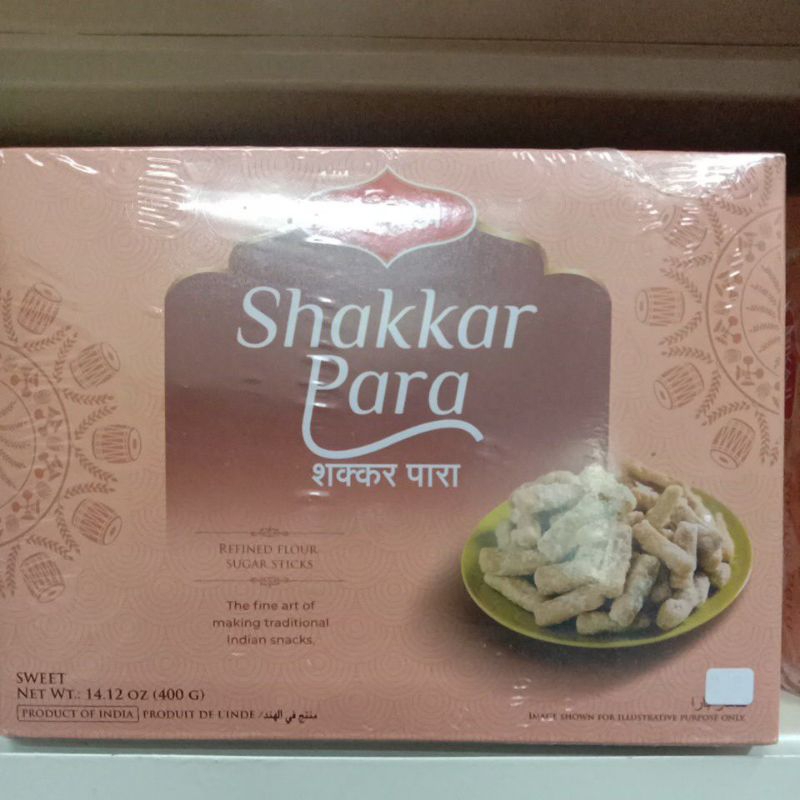 Shakkar
Para
शक्कर पारा
REFINED FLOUR
SUGAR STICKS
The fine art of
making traditional
Indian snacks.
SWEET
NET WT.: 14.12 OZ (400 G)
PRODUCT OF INDIA PRODUIT DE L'INDE / منتج في الهند
IMAGE SHOWN FOR ILLUSTRATIVE PURPOSE ONLY